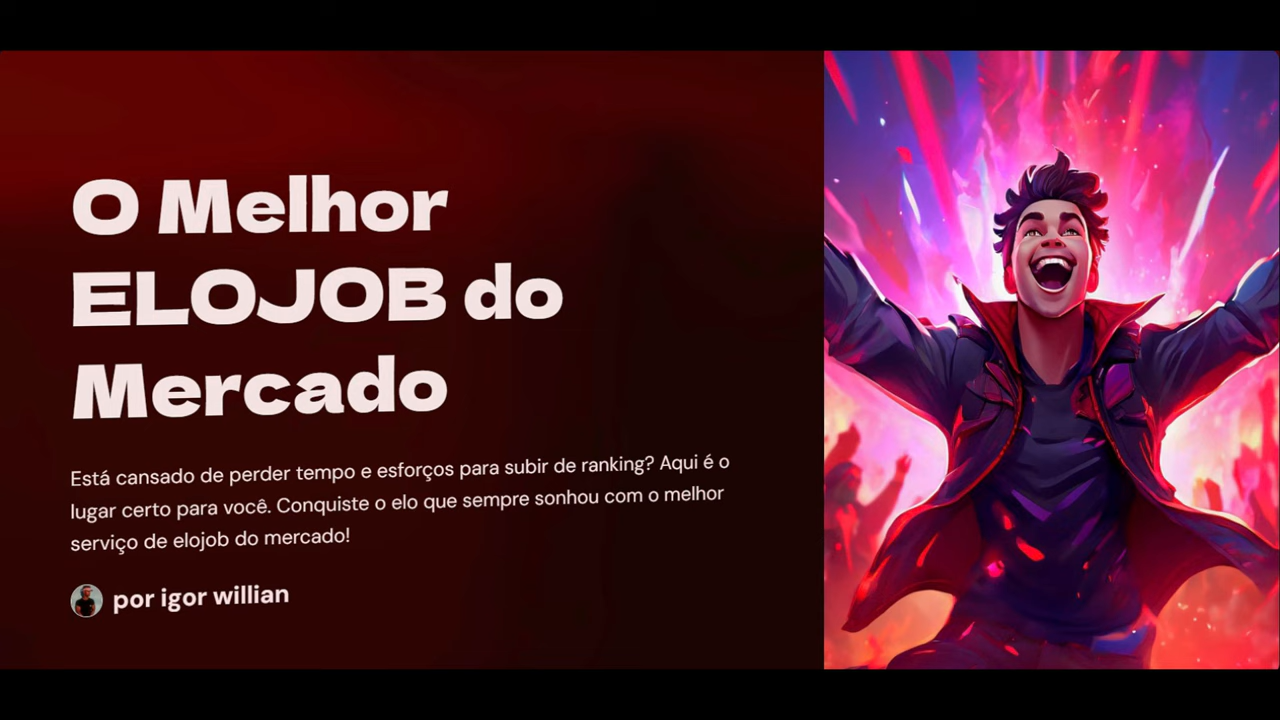 O Melhor
ELOJOB do
Mercado
Está cansado de perder tempo e esforços para subir de ranking? Aqui é o
lugar certo para você. Conquiste o elo que sempre sonhou com o melhor
serviço de elojob do mercado!
por igor willian